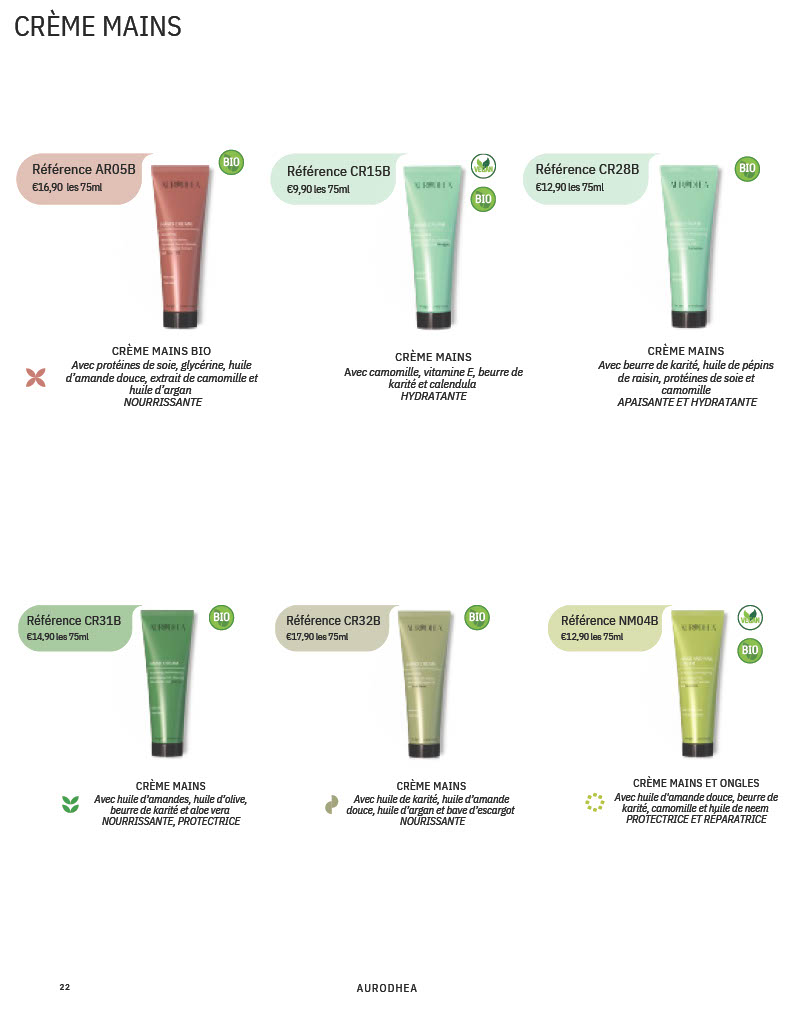 CRÈME MAINS
Référence AR05B
€16,90 les 75ml
BIO
AURODHEA
Référence CR15B
€9,90 les 75ml
VEGAN
BIO
Référence CR28B
€12,90 les 75ml
BIO
AURODHEA
CRÈME MAINS BIO
Avec protéines de soie, glycérine, huile
d'amande douce, extrait de camomille et
huile d'argan
NOURRISSANTE
CRÈME MAINS
Avec camomille, vitamine E, beurre de
karité et calendula
HYDRATANTE
CRÈME MAINS
Avec beurre de karité, huile de pépins
de raisin, protéines de soie et
camomille
APAISANTE ET HYDRATANTE
Référence CR31B
€14,90 les 75ml
AURODHEA
BIO
Référence CR32B
€17,90 les 75ml
AURODHEA
BIO
Référence NM04B
€12,90 les 75ml
VEGAN
BIO
CRÈME MAINS
Avec huile d'amandes, huile d'olive,
beurre de karité et aloe vera
NOURRISSANTE, PROTECTRICE
CRÈME MAINS
Avec huile de karité, huile d'amande
douce, huile d'argan et bave d'escargot
NOURISSANTE
CRÈME MAINS ET ONGLES
Avec huile d'amande douce, beurre de
karité, camomille et huile de neem
PROTECTRICE ET RÉPARATRICE
22
AURODHEA